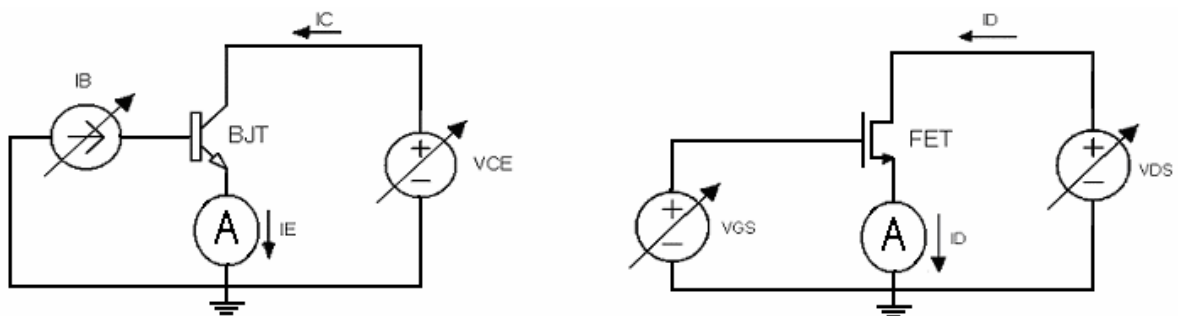 IC
IB
BJT
+
−
VCE
A
IE
ID
FET
+
−
VGS
+
−
VDS
A
ID